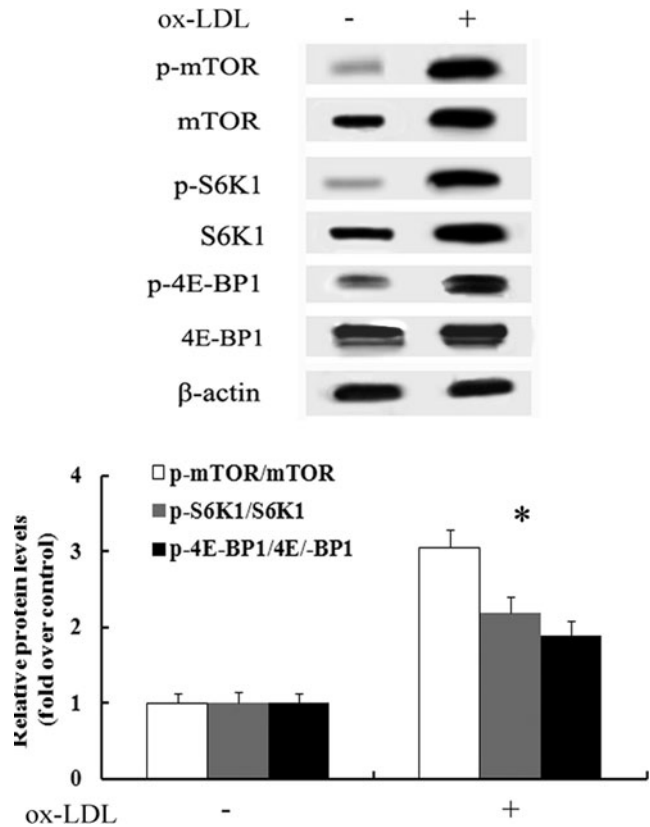 ox-LDL - +
p-mTOR
mTOR
p-S6K1
S6K1
p-4E-BP1
4E-BP1
β-actin
Relative protein levels
(fold over control)
4
3
2
1
0
p-mTOR/mTOR
p-S6K1/S6K1
p-4E-BP1/4E/-BP1
*
ox-LDL - +